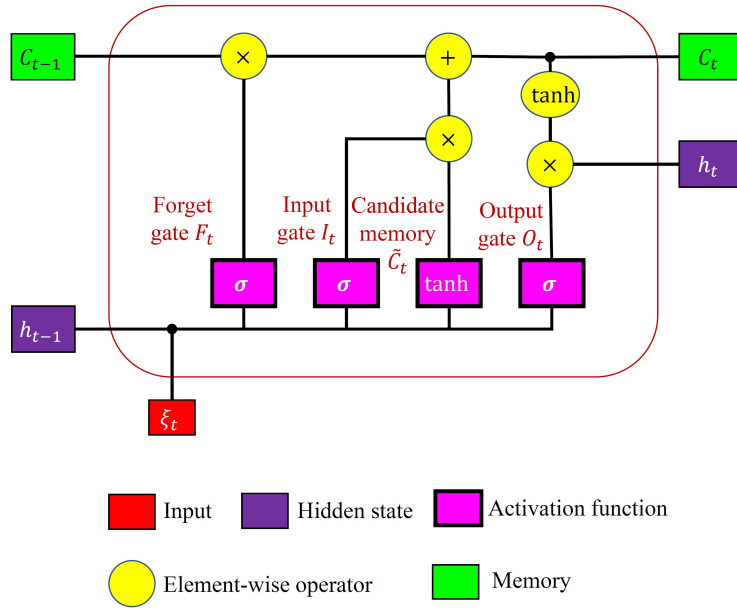 C_{t-1}
×
+
C_t
tanh
×
×
h_t
Forget
gate F_t
Input
gate I_t
Candidate
memory
C̃_t
Output
gate O_t
σ
σ
tanh
σ
h_{t-1}
ξ_t
Input
Hidden state
Activation function
Element-wise operator
Memory